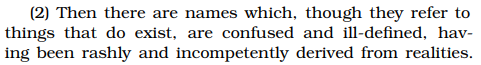 (2) Then there are names which, though they refer to
things that do exist, are confused and ill-defined, hav-
ing been rashly and incompetently derived from realities.